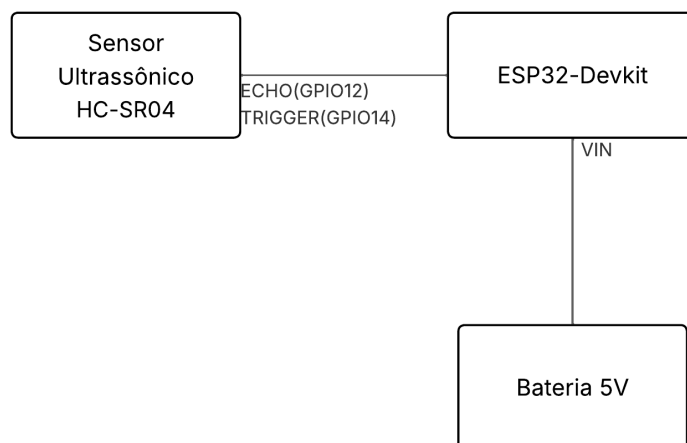 Sensor
Ultrassônico
HC-SR04
ECHO(GPIO12)
TRIGGER(GPIO14)
ESP32-Devkit
VIN
Bateria 5V